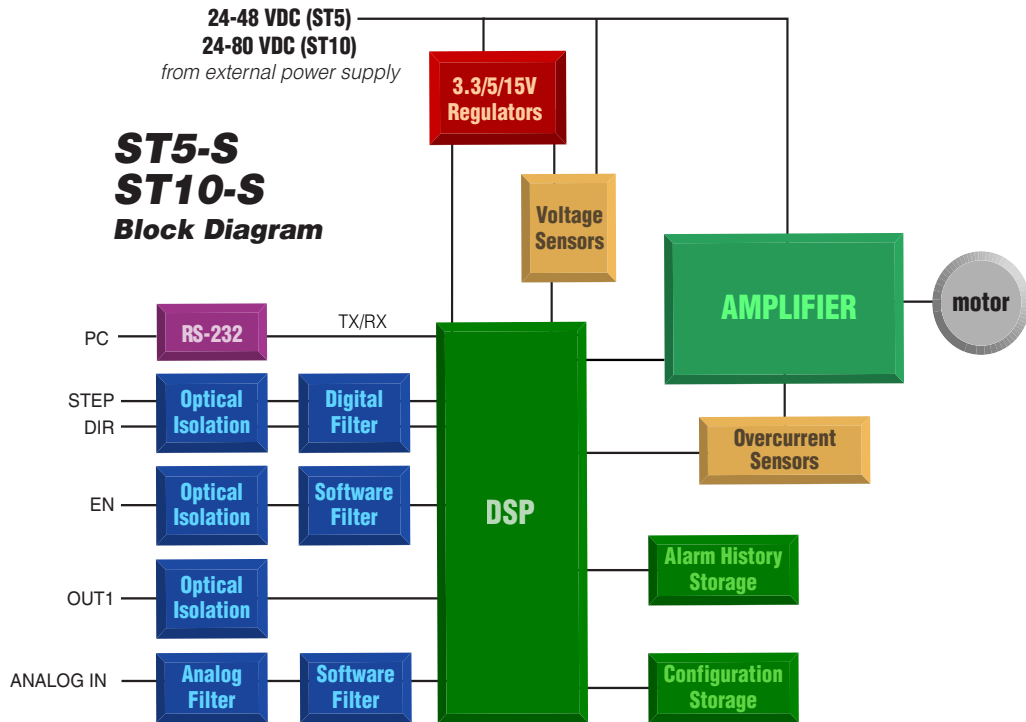 24-48 VDC (ST5)
24-80 VDC (ST10)
from external power supply
3.3/5/15V
Regulators
ST5-S
ST10-S
Block Diagram
Voltage
Sensors
AMPLIFIER
motor
PC
RS-232
TX/RX
STEP
DIR
Optical
Isolation
Digital
Filter
Overcurrent
Sensors
EN
Optical
Isolation
Software
Filter
DSP
Alarm History
Storage
OUT1
Optical
Isolation
ANALOG IN
Analog
Filter
Software
Filter
Configuration
Storage